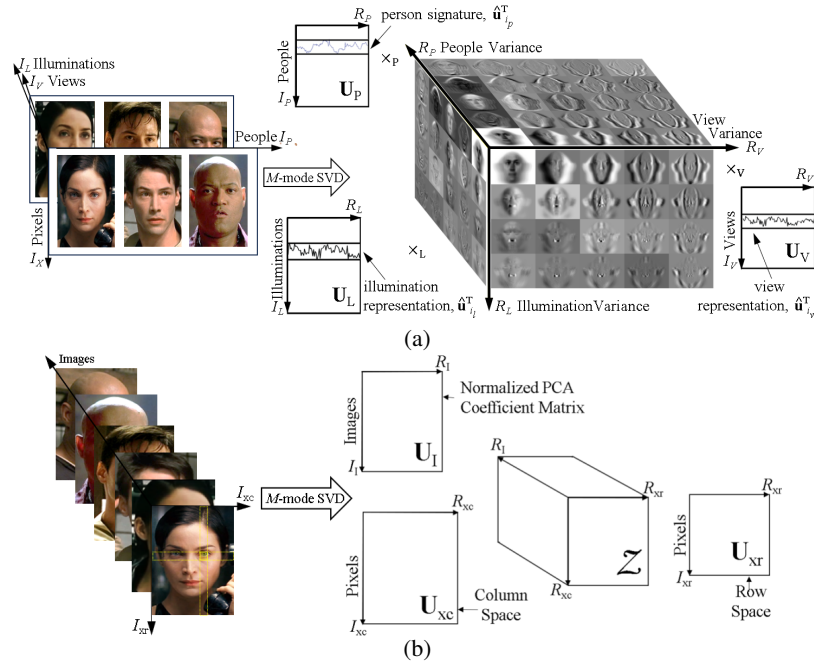 R_P person signature, û^T_{i_p}
People
I_P
U_P
×_P
R_P People Variance
I_L Illuminations
I_V Views
People I_P
Pixels
I_X
M-mode SVD
View
Variance
R_V
×_V
R_V
Views
I_V
U_V
view
representation, û^T_{i_v}
R_L
Illuminations
I_L
U_L
×_L
illumination
representation, û^T_{i_l}
R_L Illumination Variance
(a)
Images
I_xc
I_xr
M-mode SVD
R_I
Images
I_I
U_I
Normalized PCA
Coefficient Matrix
R_xc
Pixels
I_xc
U_xc
Column
Space
R_I
R_xr
R_xc
Z
R_xr
Pixels
I_xr
U_xr
Row
Space
(b)